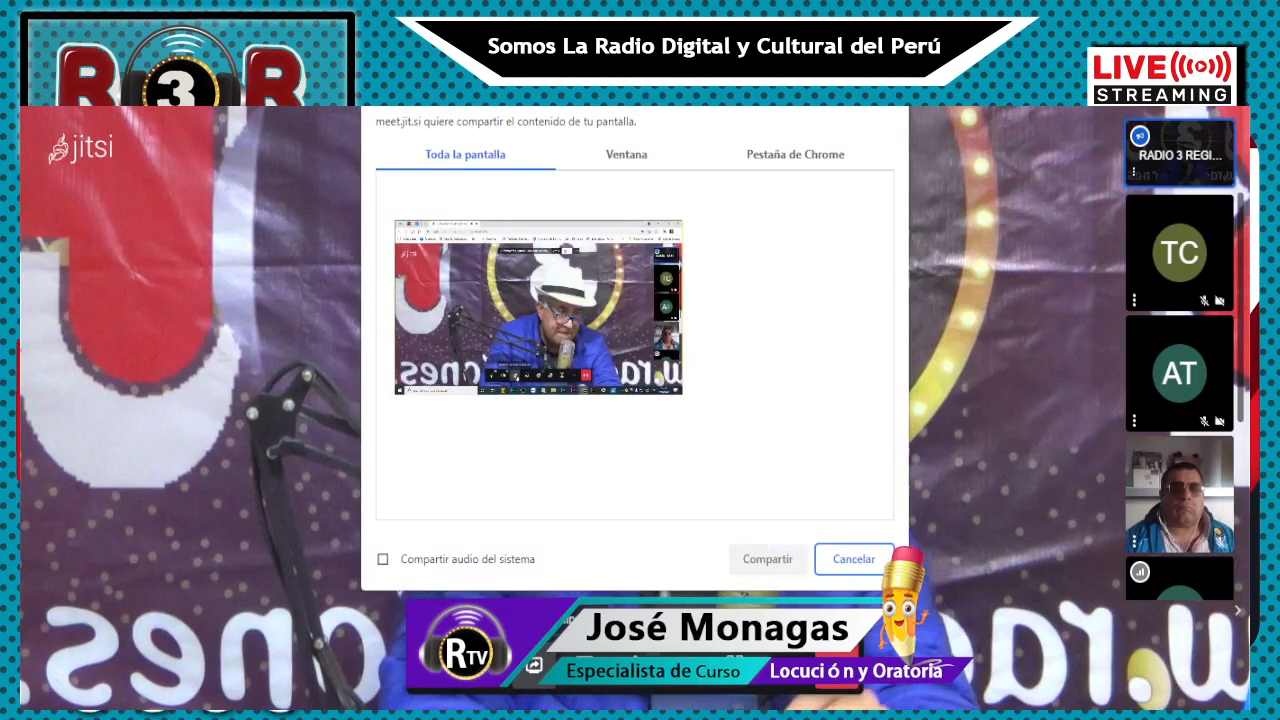 Somos La Radio Digital y Cultural del Perú
R3R
LIVE
STREAMING
jitsi
meet.jit.si quiere compartir el contenido de tu pantalla.
Toda la pantalla
Ventana
Pestaña de Chrome
RADIO 3 REGI...
TC
AT
Compartir audio del sistema
Compartir
Cancelar
RTV
José Monagas
Especialista de Curso
Locución y Oratoria